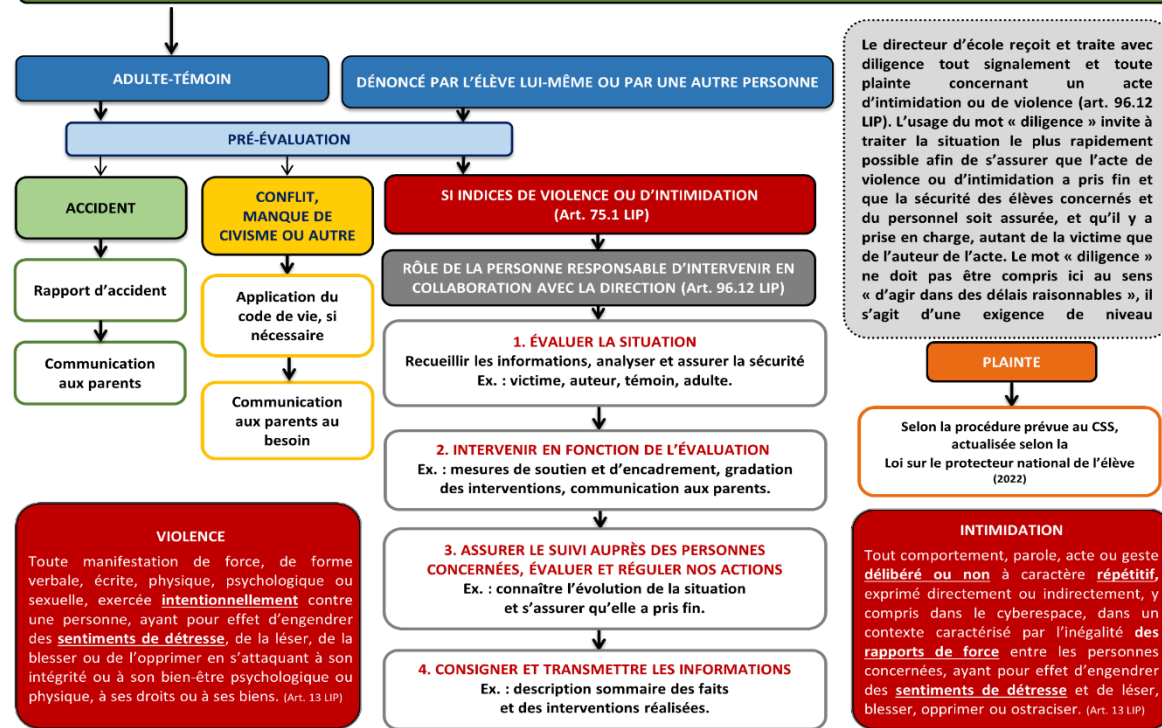 ADULTE-TÉMOIN
DÉNONCÉ PAR L'ÉLÈVE LUI-MÊME OU PAR UNE AUTRE PERSONNE
PRÉ-ÉVALUATION
ACCIDENT
Rapport d'accident
Communication
aux parents
CONFLIT,
MANQUE DE
CIVISME OU AUTRE
Application du
code de vie, si
nécessaire
Communication
aux parents au
besoin
SI INDICES DE VIOLENCE OU D'INTIMIDATION
(Art. 75.1 LIP)
RÔLE DE LA PERSONNE RESPONSABLE D'INTERVENIR EN
COLLABORATION AVEC LA DIRECTION (Art. 96.12 LIP)
1. ÉVALUER LA SITUATION
Recueillir les informations, analyser et assurer la sécurité
Ex. : victime, auteur, témoin, adulte.
2. INTERVENIR EN FONCTION DE L'ÉVALUATION
Ex. : mesures de soutien et d'encadrement, gradation
des interventions, communication aux parents.
3. ASSURER LE SUIVI AUPRÈS DES PERSONNES
CONCERNÉES, ÉVALUER ET RÉGULER NOS ACTIONS
Ex. : connaître l'évolution de la situation
et s'assurer qu'elle a pris fin.
4. CONSIGNER ET TRANSMETTRE LES INFORMATIONS
Ex. : description sommaire des faits
et des interventions réalisées.
Le directeur d'école reçoit et traite avec
diligence tout signalement et toute
plainte concernant un acte
d'intimidation ou de violence (art. 96.12
LIP). L'usage du mot « diligence » invite à
traiter la situation le plus rapidement
possible afin de s'assurer que l'acte de
violence ou d'intimidation a pris fin et
que la sécurité des élèves concernés et
du personnel soit assurée, et qu'il y a
prise en charge, autant de la victime que
de l'auteur de l'acte. Le mot « diligence »
ne doit pas être compris ici au sens
« d'agir dans des délais raisonnables », il
s'agit d'une exigence de niveau
PLAINTE
Selon la procédure prévue au CSS,
actualisée selon la
Loi sur le protecteur national de l'élève
(2022)
VIOLENCE
Toute manifestation de force, de forme
verbale, écrite, physique, psychologique ou
sexuelle, exercée intentionnellement contre
une personne, ayant pour effet d'engendrer
des sentiments de détresse, de la léser, de la
blesser ou de l'opprimer en s'attaquant à son
intégrité ou à son bien-être psychologique ou
physique, à ses droits ou à ses biens. (Art. 13 LIP)
INTIMIDATION
Tout comportement, parole, acte ou geste
délibéré ou non à caractère répétitif,
exprimé directement ou indirectement, y
compris dans le cyberespace, dans un
contexte caractérisé par l'inégalité des
rapports de force entre les personnes
concernées, ayant pour effet d'engendrer
des sentiments de détresse et de léser,
blesser, opprimer ou ostraciser. (Art. 13 LIP)